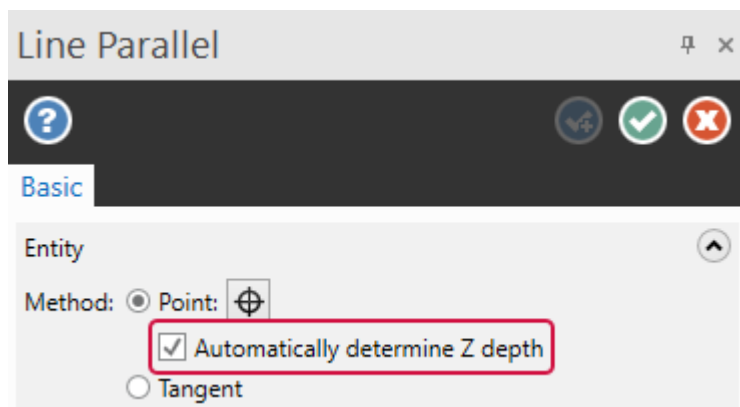 Line Parallel
Basic
Entity
Method: Point:
Automatically determine Z depth
Tangent